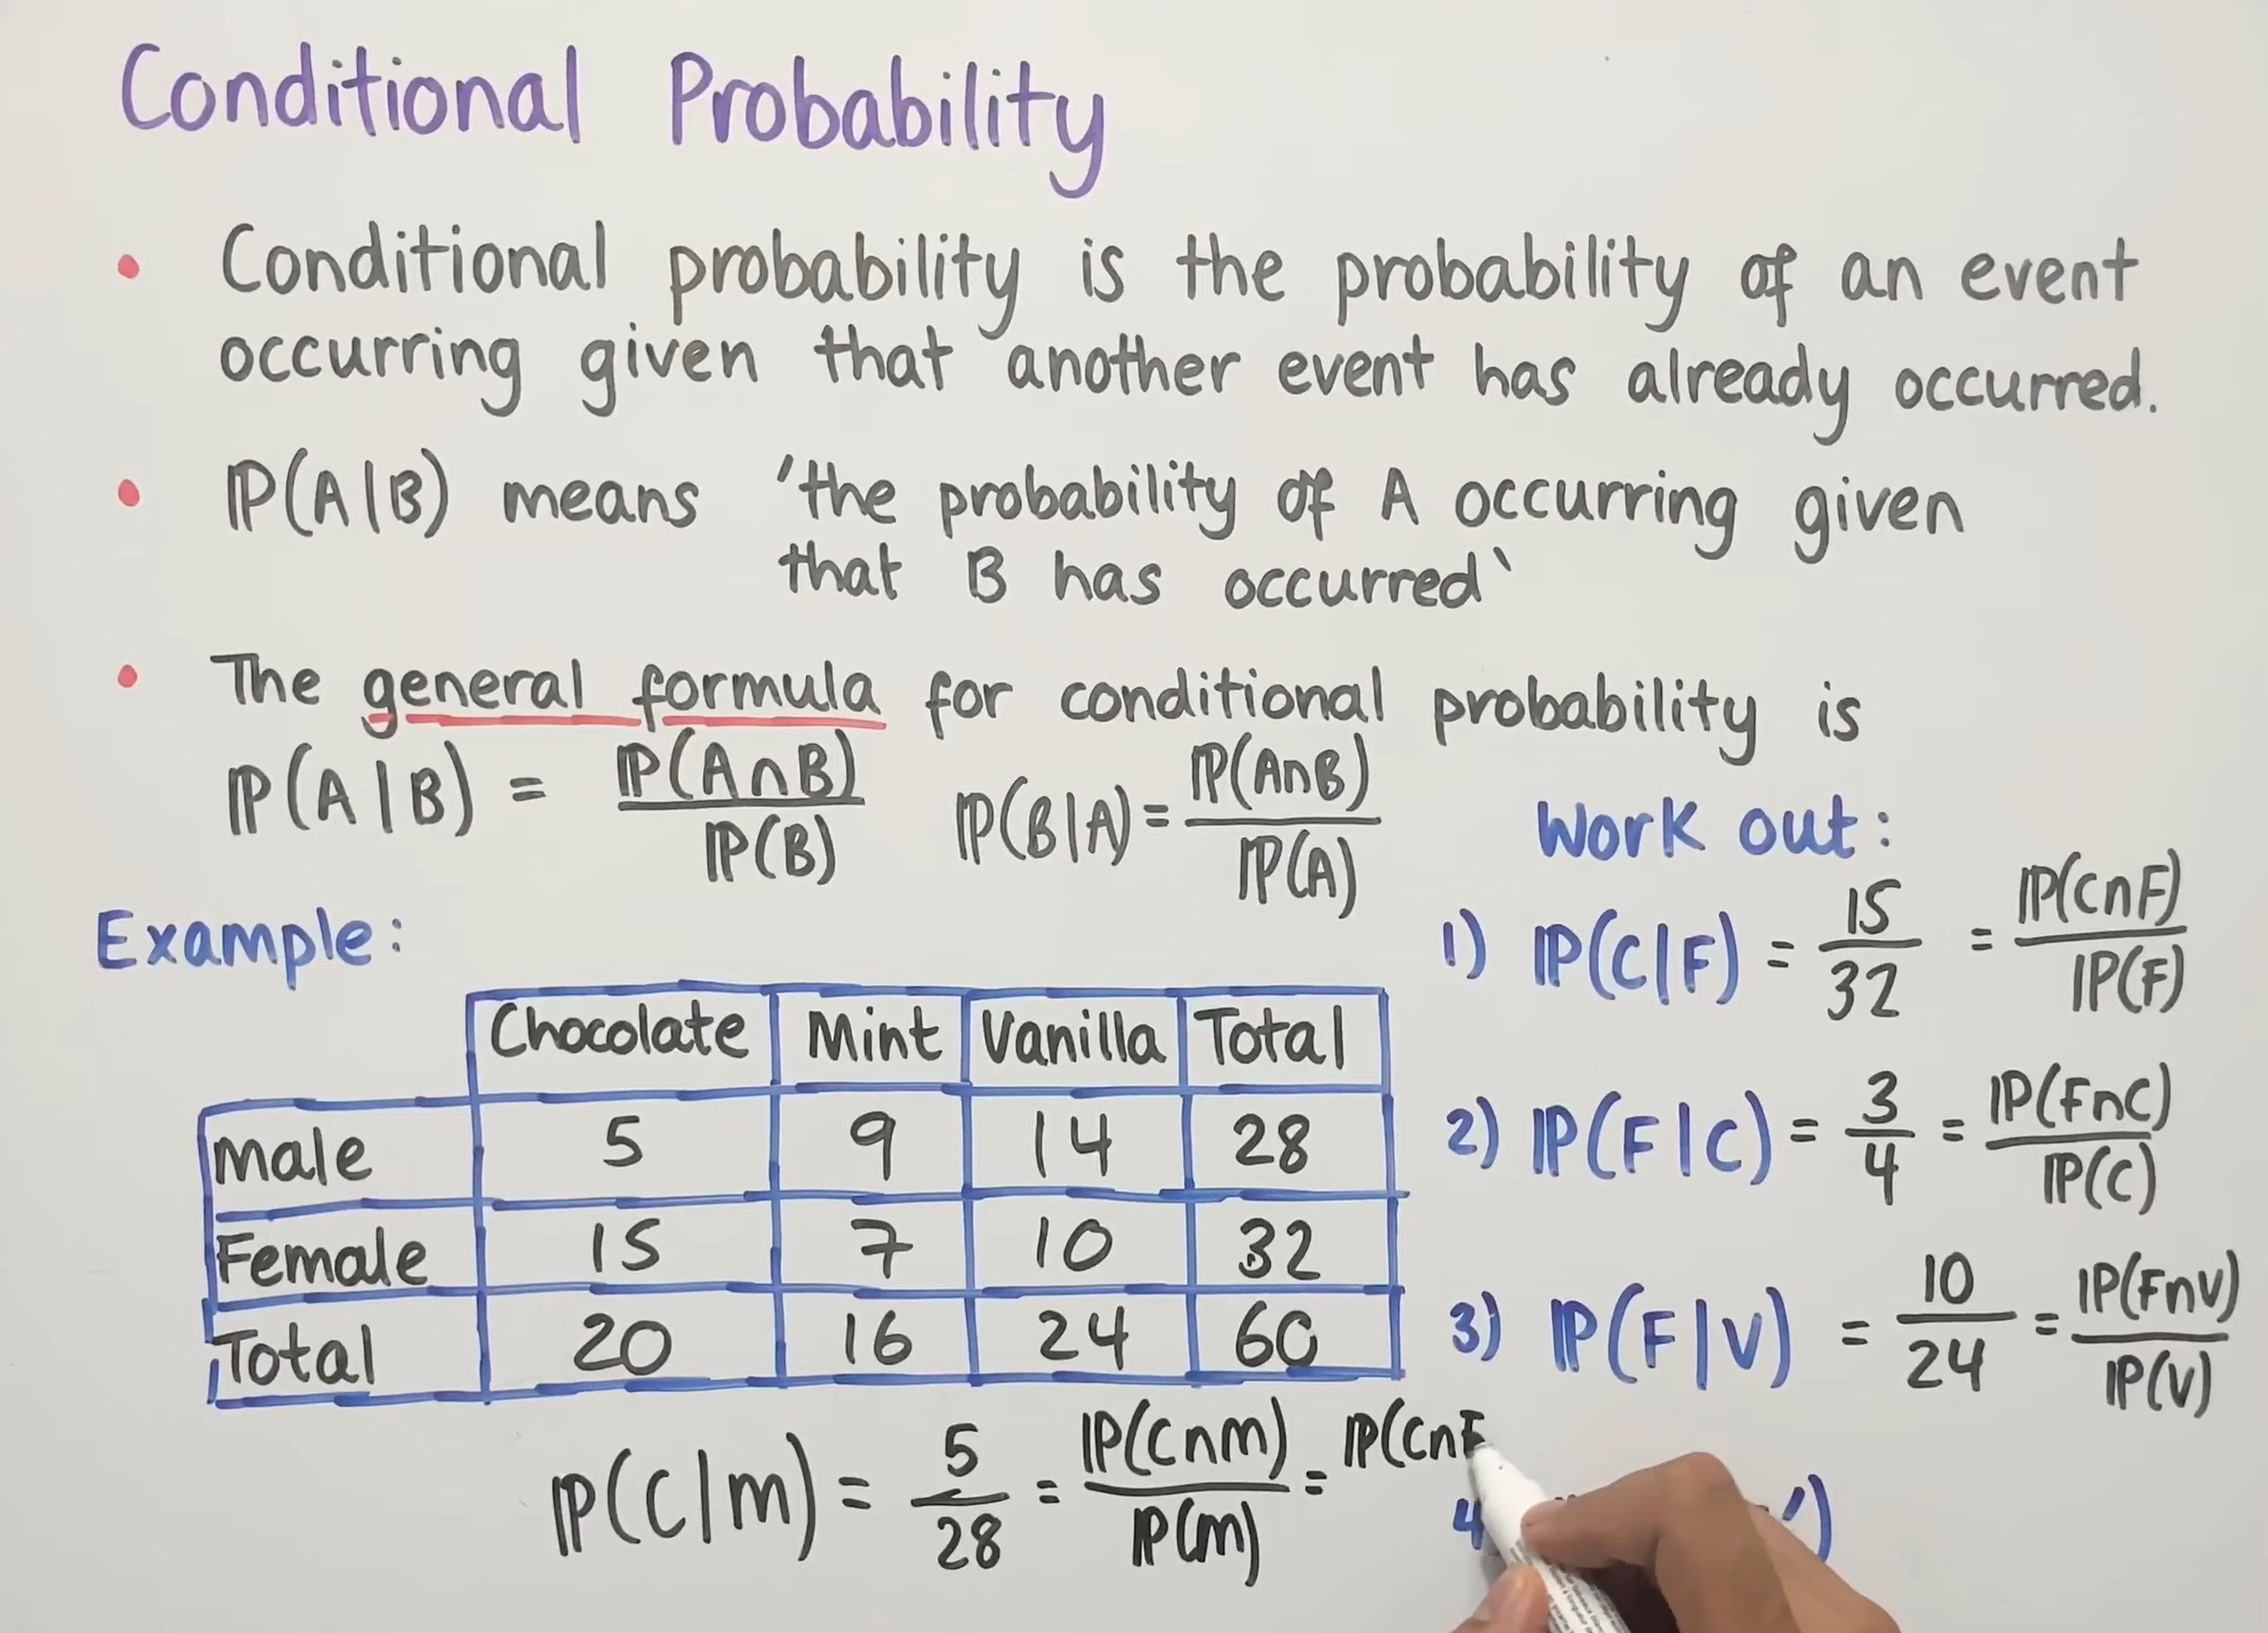 Conditional Probability
• Conditional probability is the probability of an event
occurring given that another event has already occurred.
• ℙ(A|B) means 'the probability of A occurring given
that B has occurred`
• The general formula for conditional probability is
ℙ(A|B) = ℙ(A∩B) / ℙ(B)
ℙ(B|A) = ℙ(A∩B) / ℙ(A)
Example:
Chocolate Mint Vanilla Total
Male 5 9 14 28
Female 15 7 10 32
Total 20 16 24 60
ℙ(C|M) = 5/28 = ℙ(C∩M) / ℙ(M) = ℙ(C∩F
Work out:
1) ℙ(C|F) = 15/32 = ℙ(C∩F) / ℙ(F)
2) ℙ(F|C) = 3/4 = ℙ(F∩C) / ℙ(C)
3) ℙ(F|V) = 10/24 = ℙ(F∩V) / ℙ(V)
4 ')